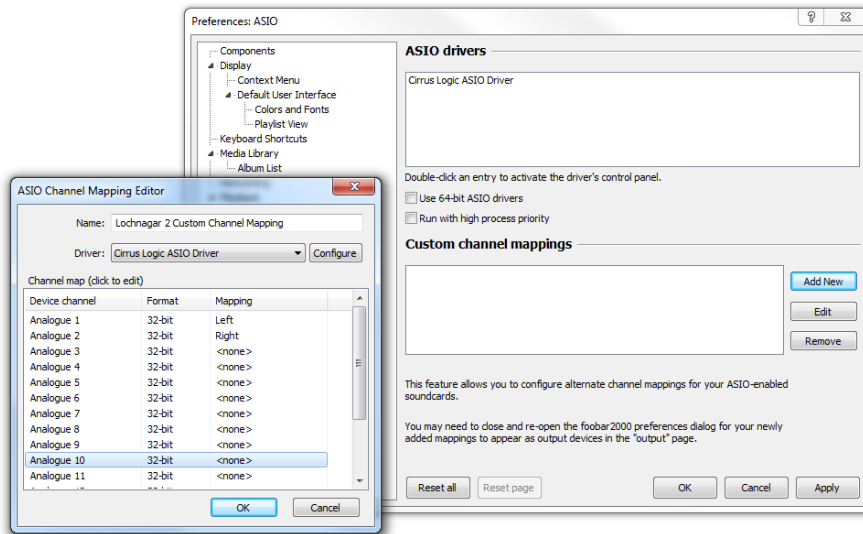 Preferences: ASIO
Components
Display
Context Menu
Default User Interface
Colors and Fonts
Playlist View
Keyboard Shortcuts
Media Library
Album List
ASIO drivers
Cirrus Logic ASIO Driver
Double-click an entry to activate the driver's control panel.
Use 64-bit ASIO drivers
Run with high process priority
Custom channel mappings
Add New
Edit
Remove
This feature allows you to configure alternate channel mappings for your ASIO-enabled
soundcards.
You may need to close and re-open the foobar2000 preferences dialog for your newly
added mappings to appear as output devices in the "output" page.
Reset all
Reset page
OK
Cancel
Apply
ASIO Channel Mapping Editor
Name: Lochnagar 2 Custom Channel Mapping
Driver: Cirrus Logic ASIO Driver
Configure
Channel map (click to edit)
Device channel Format Mapping
Analogue 1 32-bit Left
Analogue 2 32-bit Right
Analogue 3 32-bit <none>
Analogue 4 32-bit <none>
Analogue 5 32-bit <none>
Analogue 6 32-bit <none>
Analogue 7 32-bit <none>
Analogue 8 32-bit <none>
Analogue 9 32-bit <none>
Analogue 10 32-bit <none>
Analogue 11 32-bit <none>
OK
Cancel